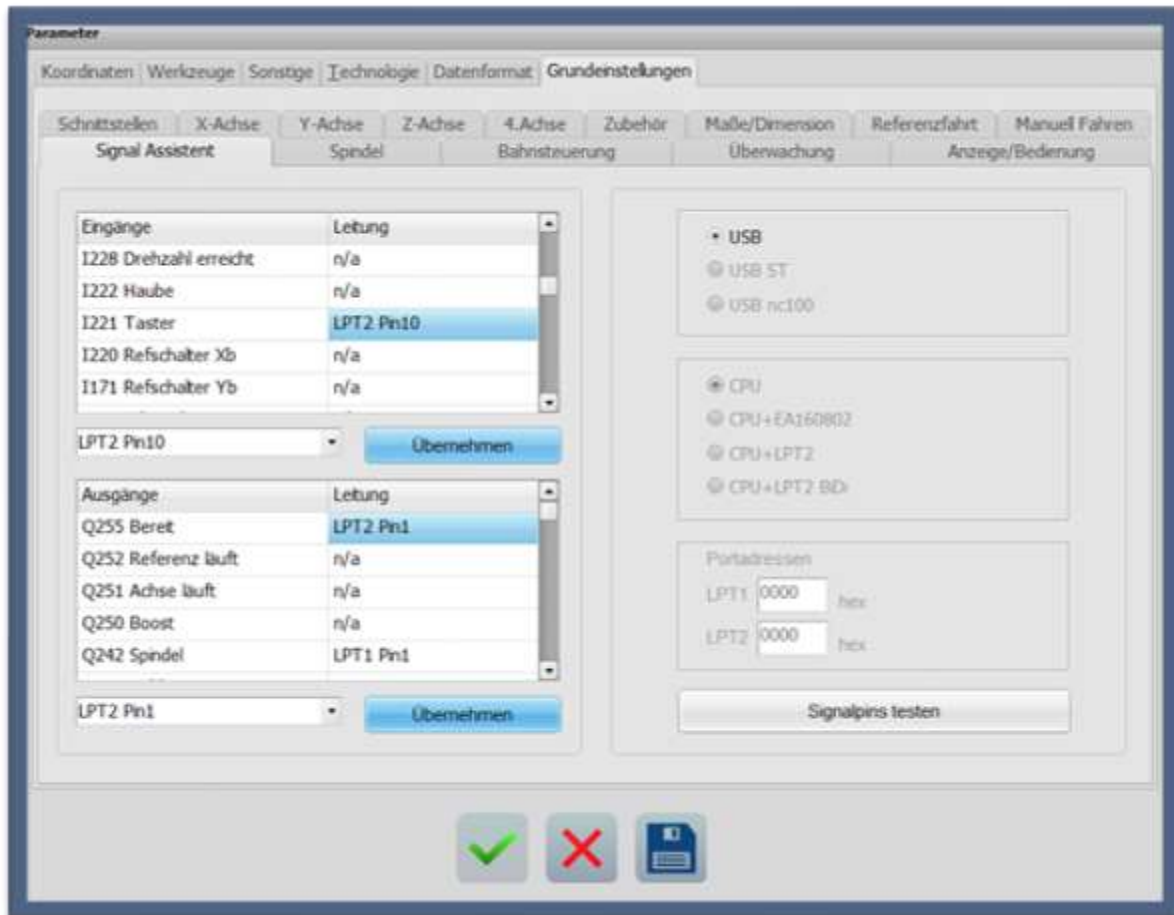 Parameter
Koordinaten Werkzeuge Sonstige Technologie Datenformat Grundeinstellungen
Schnittstellen X-Achse Y-Achse Z-Achse 4.Achse Zubehör Maße/Dimension Referenzfahrt Manuell Fahren
Signal Assistent Spindel Bahnsteuerung Überwachung Anzeige/Bedienung
Eingänge Leitung
I228 Drehzahl erreicht n/a
I222 Haube n/a
I221 Taster LPT2 Pin10
I220 Refschalter Xb n/a
I171 Refschalter Yb n/a
LPT2 Pin10 Übernehmen
Ausgänge Leitung
Q255 Bereit LPT2 Pin1
Q252 Referenz läuft n/a
Q251 Achse läuft n/a
Q250 Boost n/a
Q242 Spindel LPT1 Pin1
LPT2 Pin1 Übernehmen
USB
USB ST
USB nc100
CPU
CPU+EA160802
CPU+LPT2
CPU+LPT2 BDi
Portadressen
LPT1 0000 hex
LPT2 0000 hex
Signalpins testen